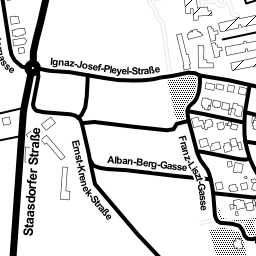 Ignaz-Josef-Pleyel-Straße
Staasdorfer Straße
Ernst-Krenek-Straße
Alban-Berg-Gasse
Franz-Liszt-Gasse